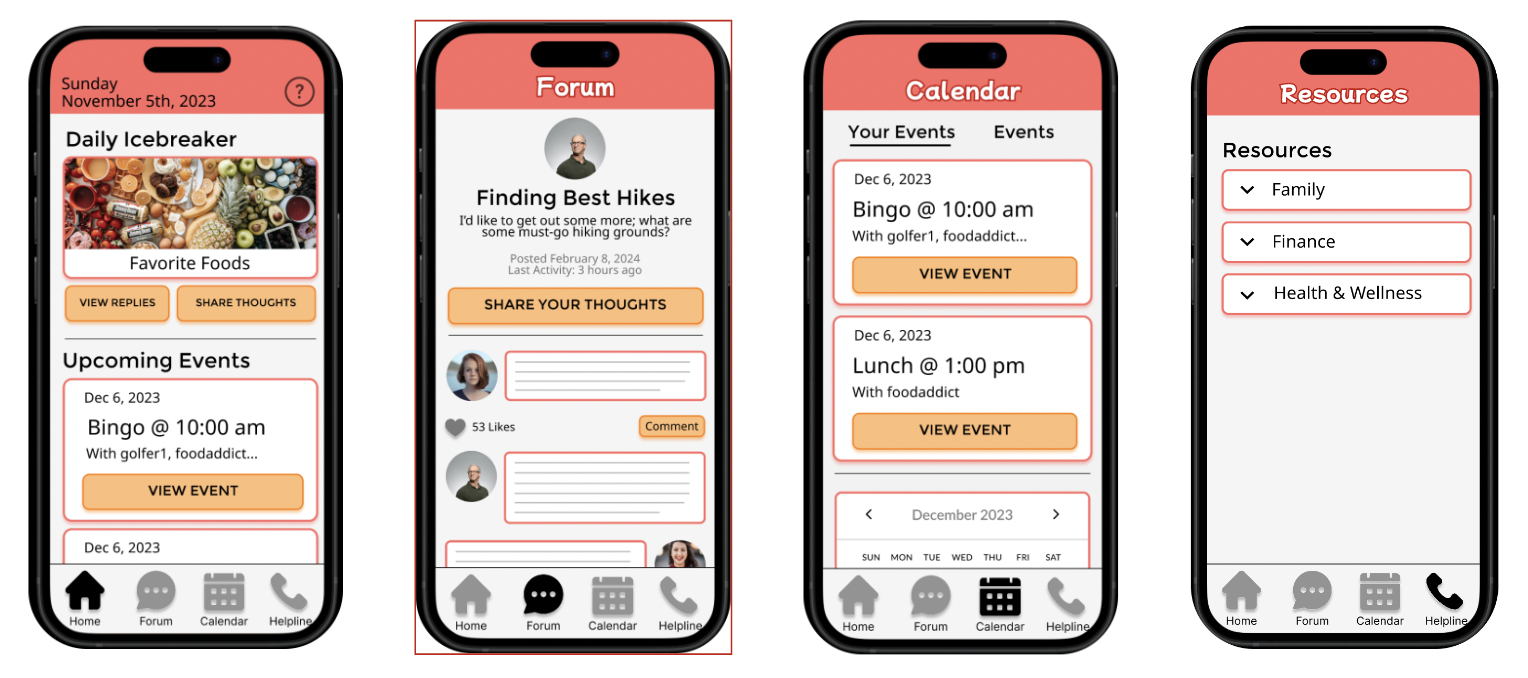 Sunday
November 5th, 2023
?
Daily Icebreaker
Favorite Foods
VIEW REPLIES
SHARE THOUGHTS
Upcoming Events
Dec 6, 2023
Bingo @ 10:00 am
With golfer1, foodaddict...
VIEW EVENT
Dec 6, 2023
Home
Forum
Calendar
Helpline
Forum
Finding Best Hikes
I'd like to get out some more; what are
some must-go hiking grounds?
Posted February 8, 2024
Last Activity: 3 hours ago
SHARE YOUR THOUGHTS
53 Likes
Comment
Home
Forum
Calendar
Helpline
Calendar
Your Events
Events
Dec 6, 2023
Bingo @ 10:00 am
With golfer1, foodaddict...
VIEW EVENT
Dec 6, 2023
Lunch @ 1:00 pm
With foodaddict
VIEW EVENT
December 2023
SUN MON TUE WED THU FRI SAT
Home
Forum
Calendar
Helpline
Resources
Resources
Family
Finance
Health & Wellness
Home
Forum
Calendar
Helpline